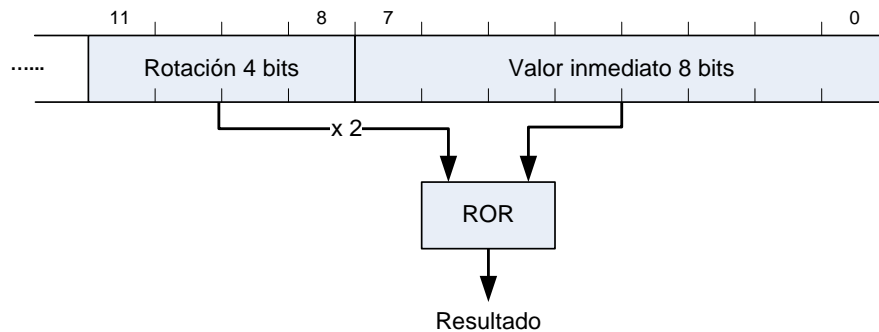 11 8 7 0
...... Rotación 4 bits Valor inmediato 8 bits
x 2
ROR
Resultado